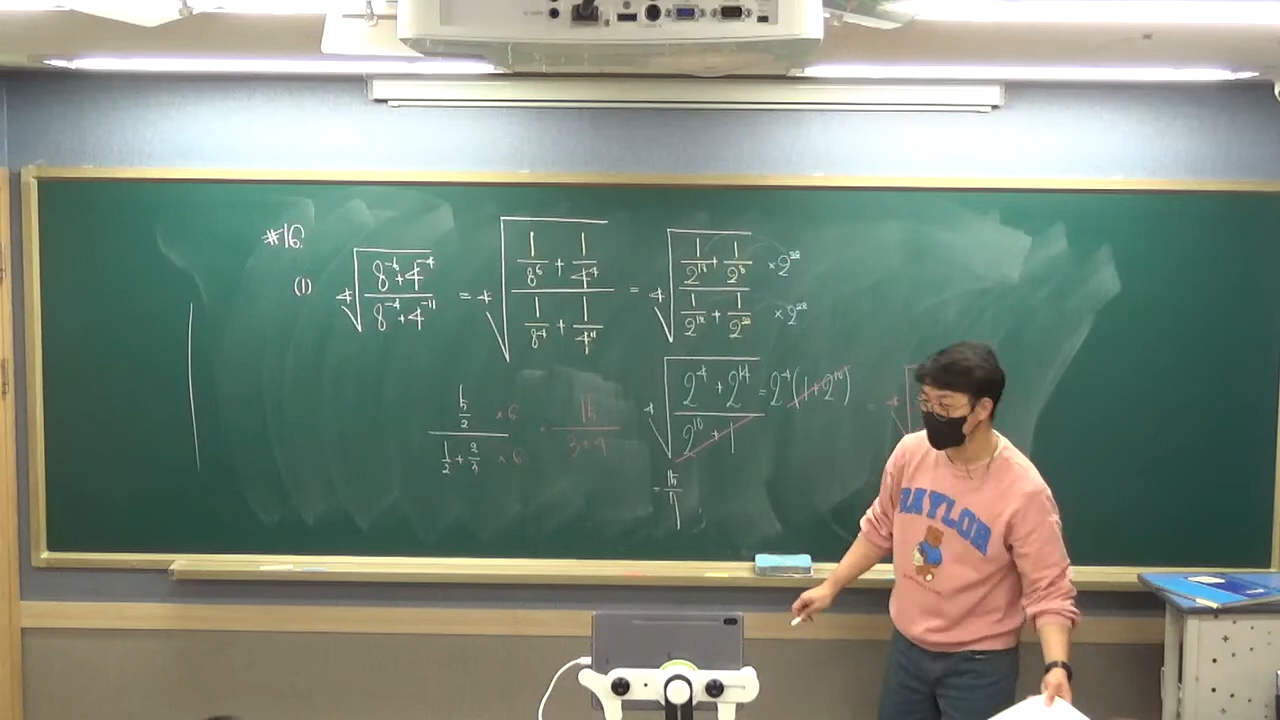 #16.
(1) ⁴√((8⁻⁶+4⁻⁴)/(8⁻⁴+4⁻¹¹)) = ⁴√((1/8⁶ + 1/4⁴)/(1/8⁴ + 1/4¹¹)) = ⁴√((1/2¹⁸ + 1/2⁸)/(1/2¹² + 1/2²²)) ×2²² ×2²²
(5/2)/(1/2 + 2/3) ×6 ×6 = 15/(3+4)
⁴√((2⁴ + 2¹⁴)/(2¹⁰ + 1)) = 2⁴(1+2¹⁰) =
= 15/7
BAYLOR